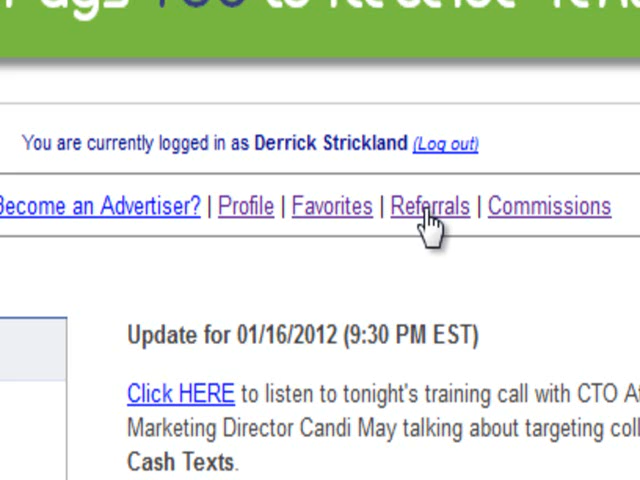 You are currently logged in as Derrick Strickland (Log out)
Become an Advertiser? | Profile | Favorites | Referrals | Commissions
Update for 01/16/2012 (9:30 PM EST)
Click HERE to listen to tonight's training call with CTO
Marketing Director Candi May talking about targeting
Cash Texts.